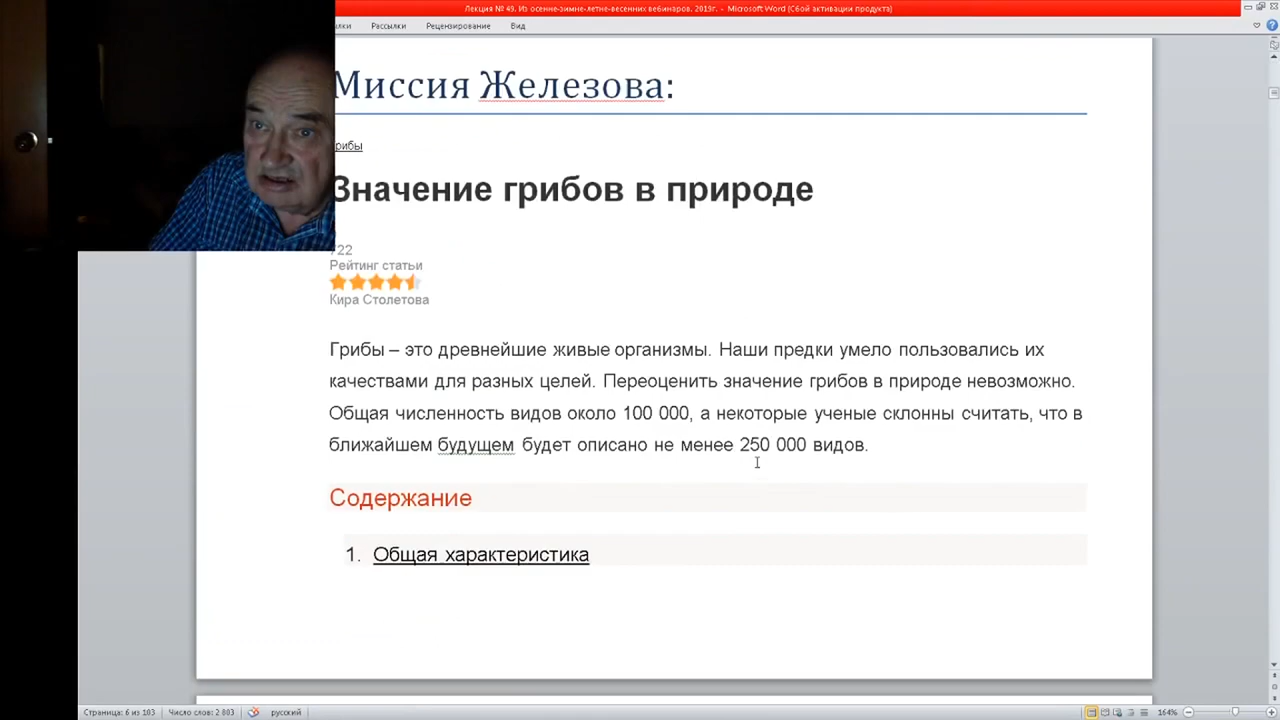 Лекция № 49. Из осенне-зимне-летне-весенних вебинаров. 2019г. - Microsoft Word (Сбой активации продукта)
лки Рассылки Рецензирование Вид
Миссия Железова:
рибы
Значение грибов в природе
722
Рейтинг статьи
Кира Столетова
Грибы – это древнейшие живые организмы. Наши предки умело пользовались их
качествами для разных целей. Переоценить значение грибов в природе невозможно.
Общая численность видов около 100 000, а некоторые ученые склонны считать, что в
ближайшем будущем будет описано не менее 250 000 видов.
Содержание
1. Общая характеристика
Страница: 6 из 103 Число слов: 2 803 русский 164%